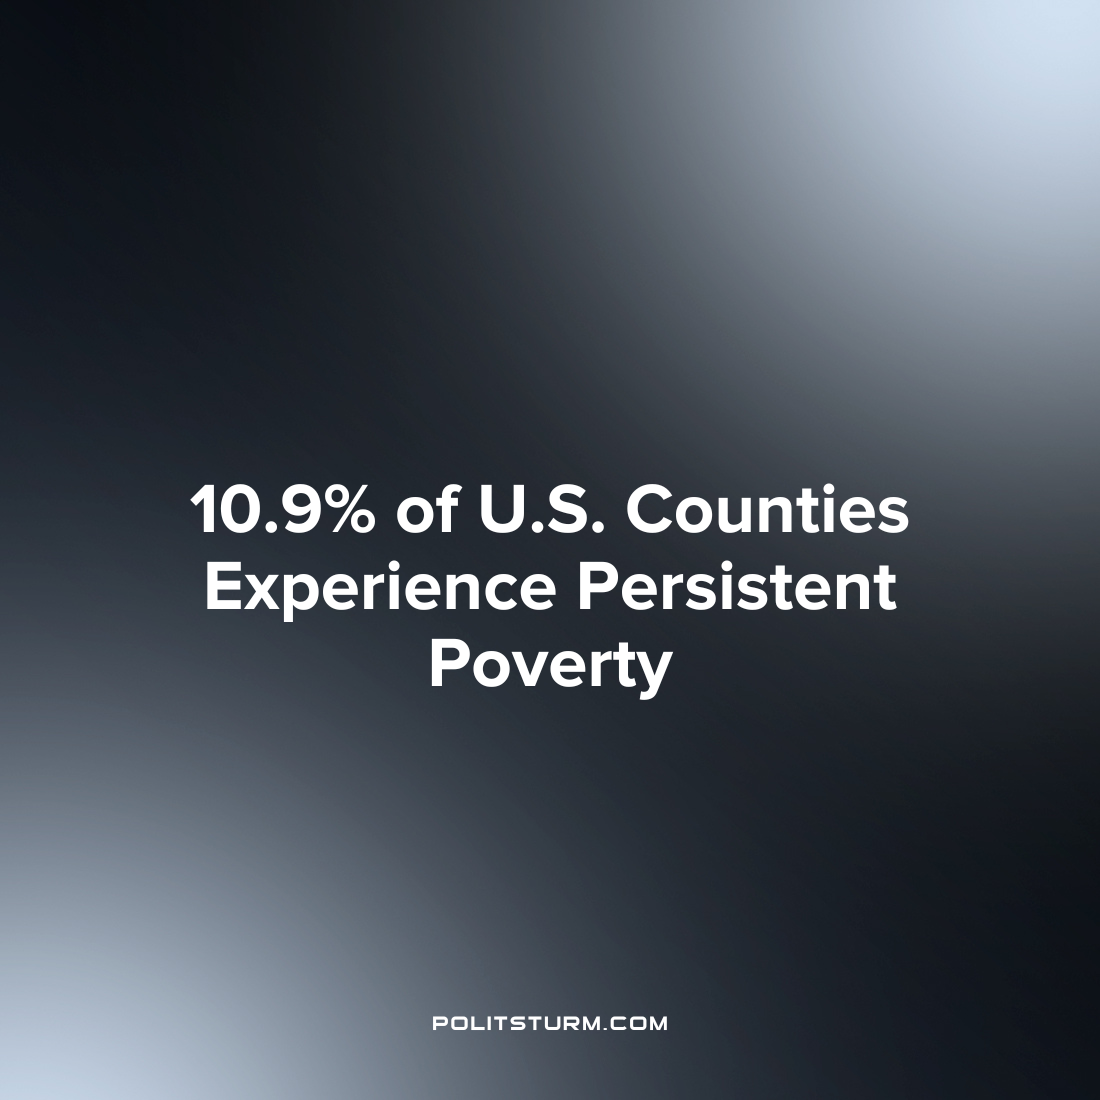 10.9% of U.S. Counties
Experience Persistent
Poverty
POLITSTURM.COM